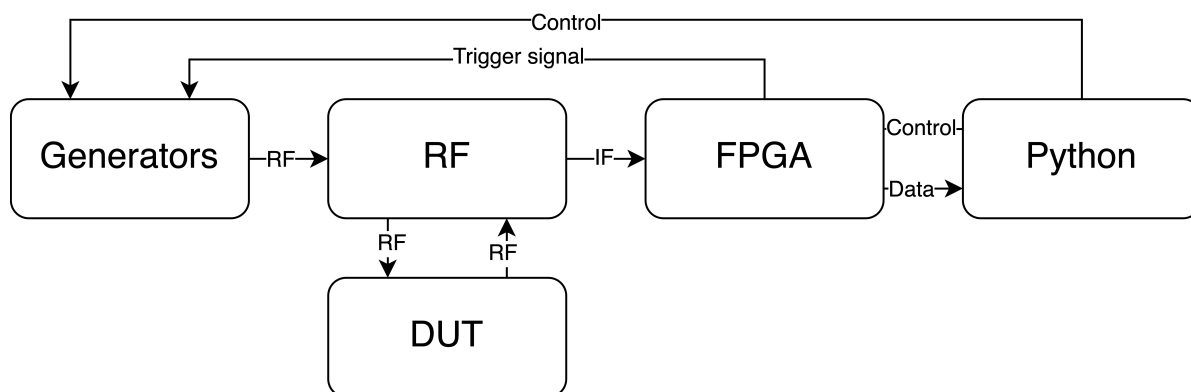 Control
Trigger signal
Generators
RF
RF
IF
FPGA
Control
Data
Python
RF
RF
DUT